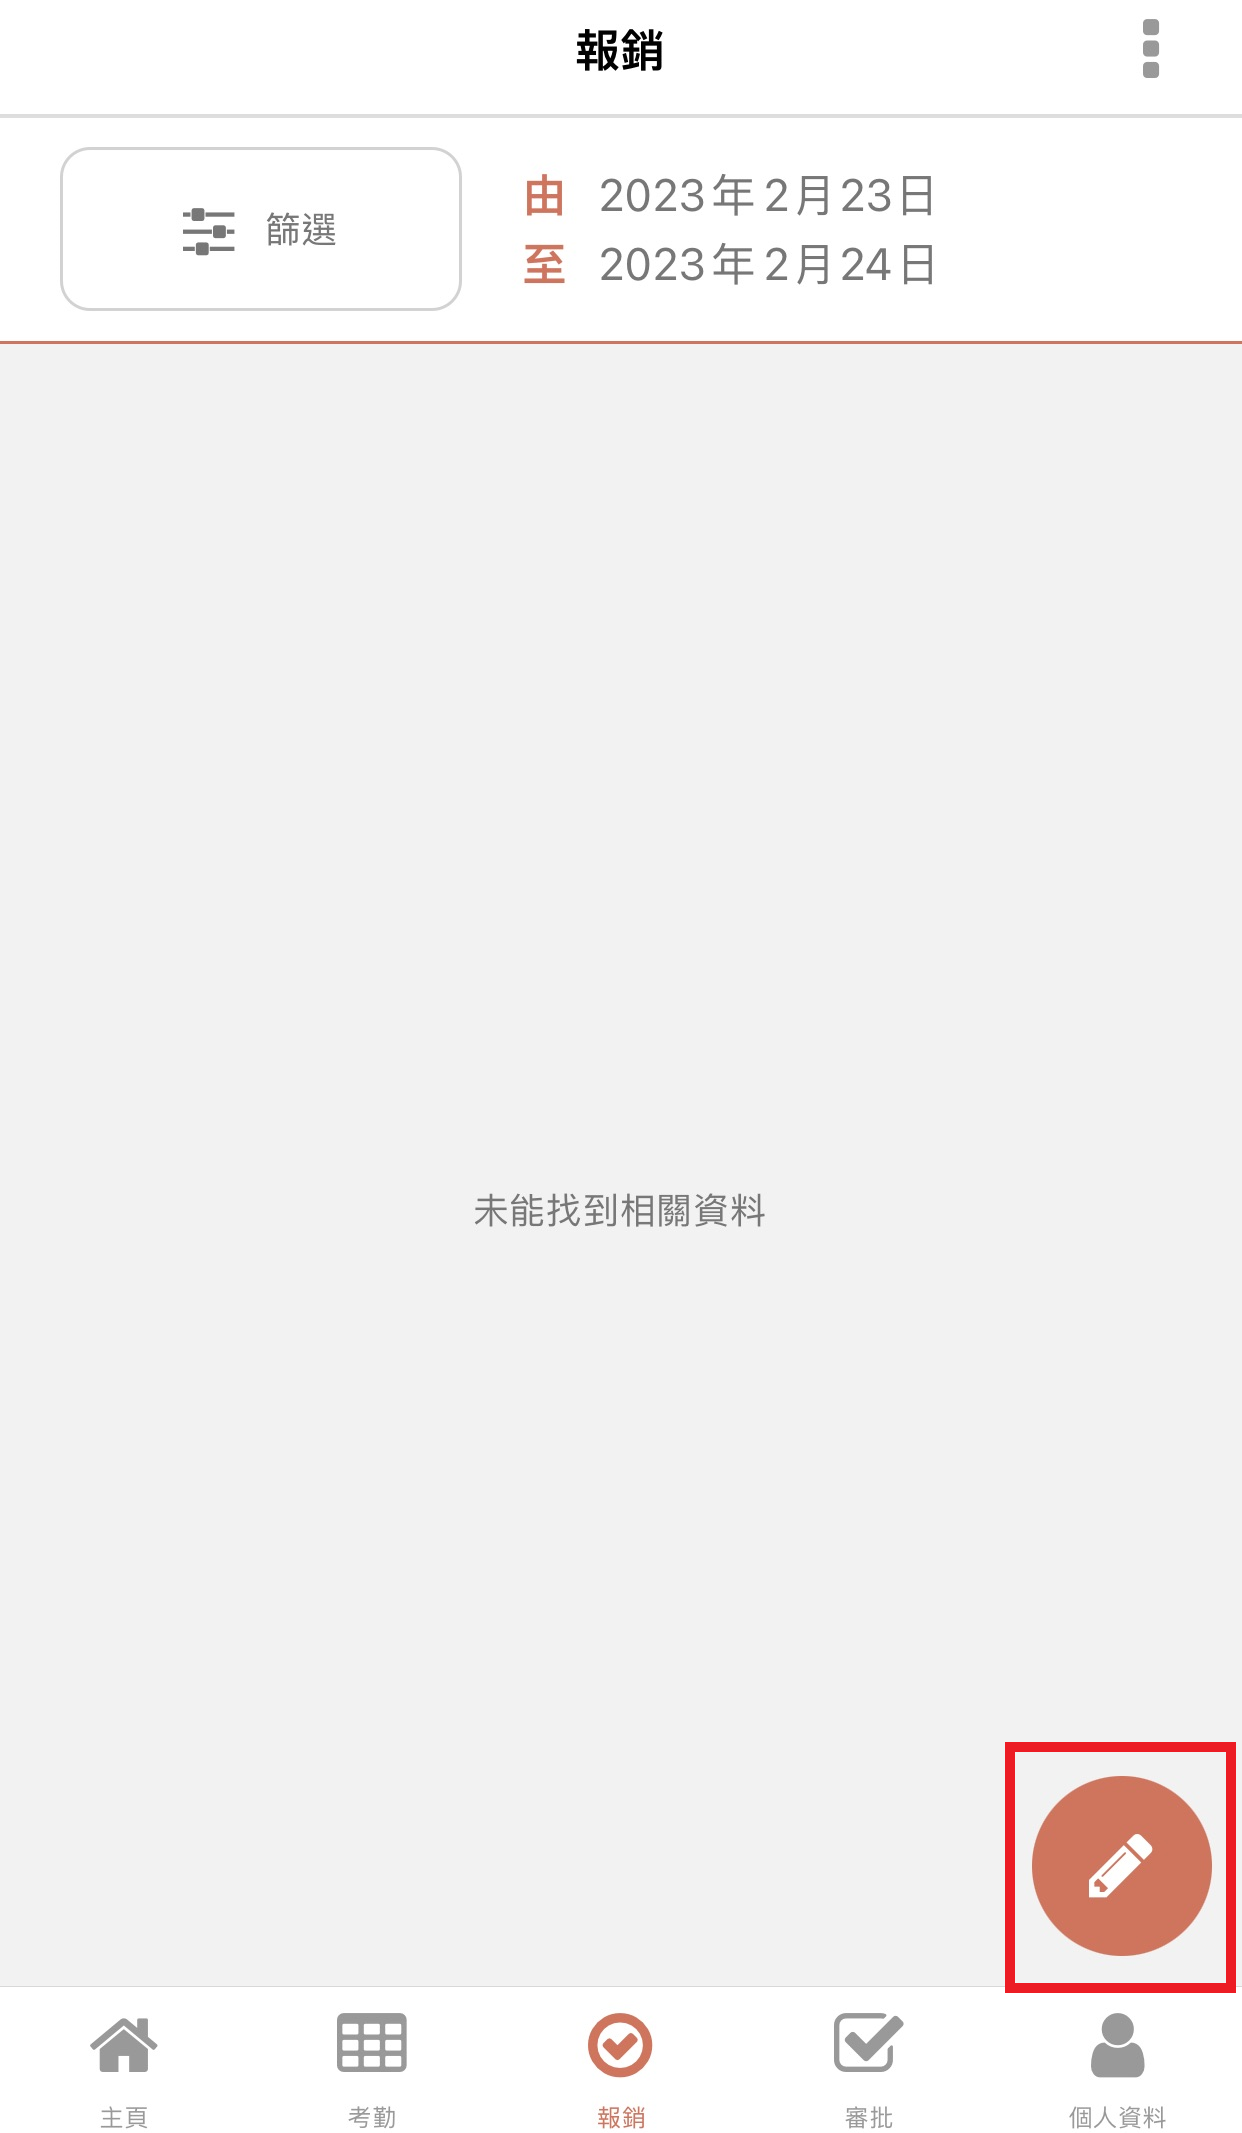 報銷
篩選
由 2023年2月23日
至 2023年2月24日
未能找到相關資料
主頁
考勤
報銷
審批
個人資料